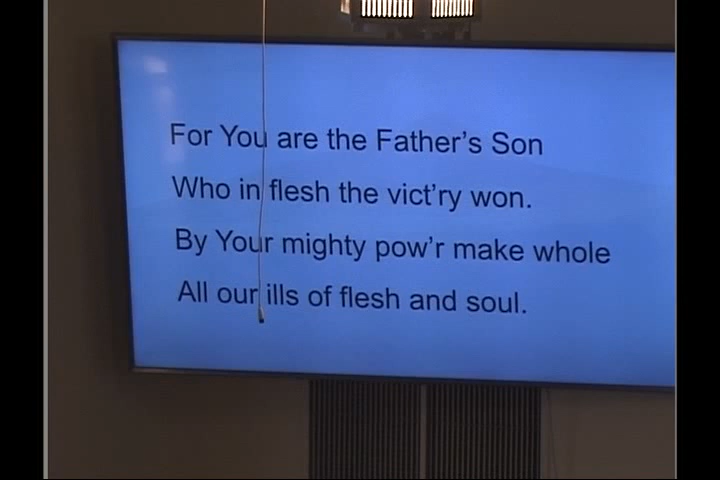 For You are the Father's Son
Who in flesh the vict'ry won.
By Your mighty pow'r make whole
All our ills of flesh and soul.